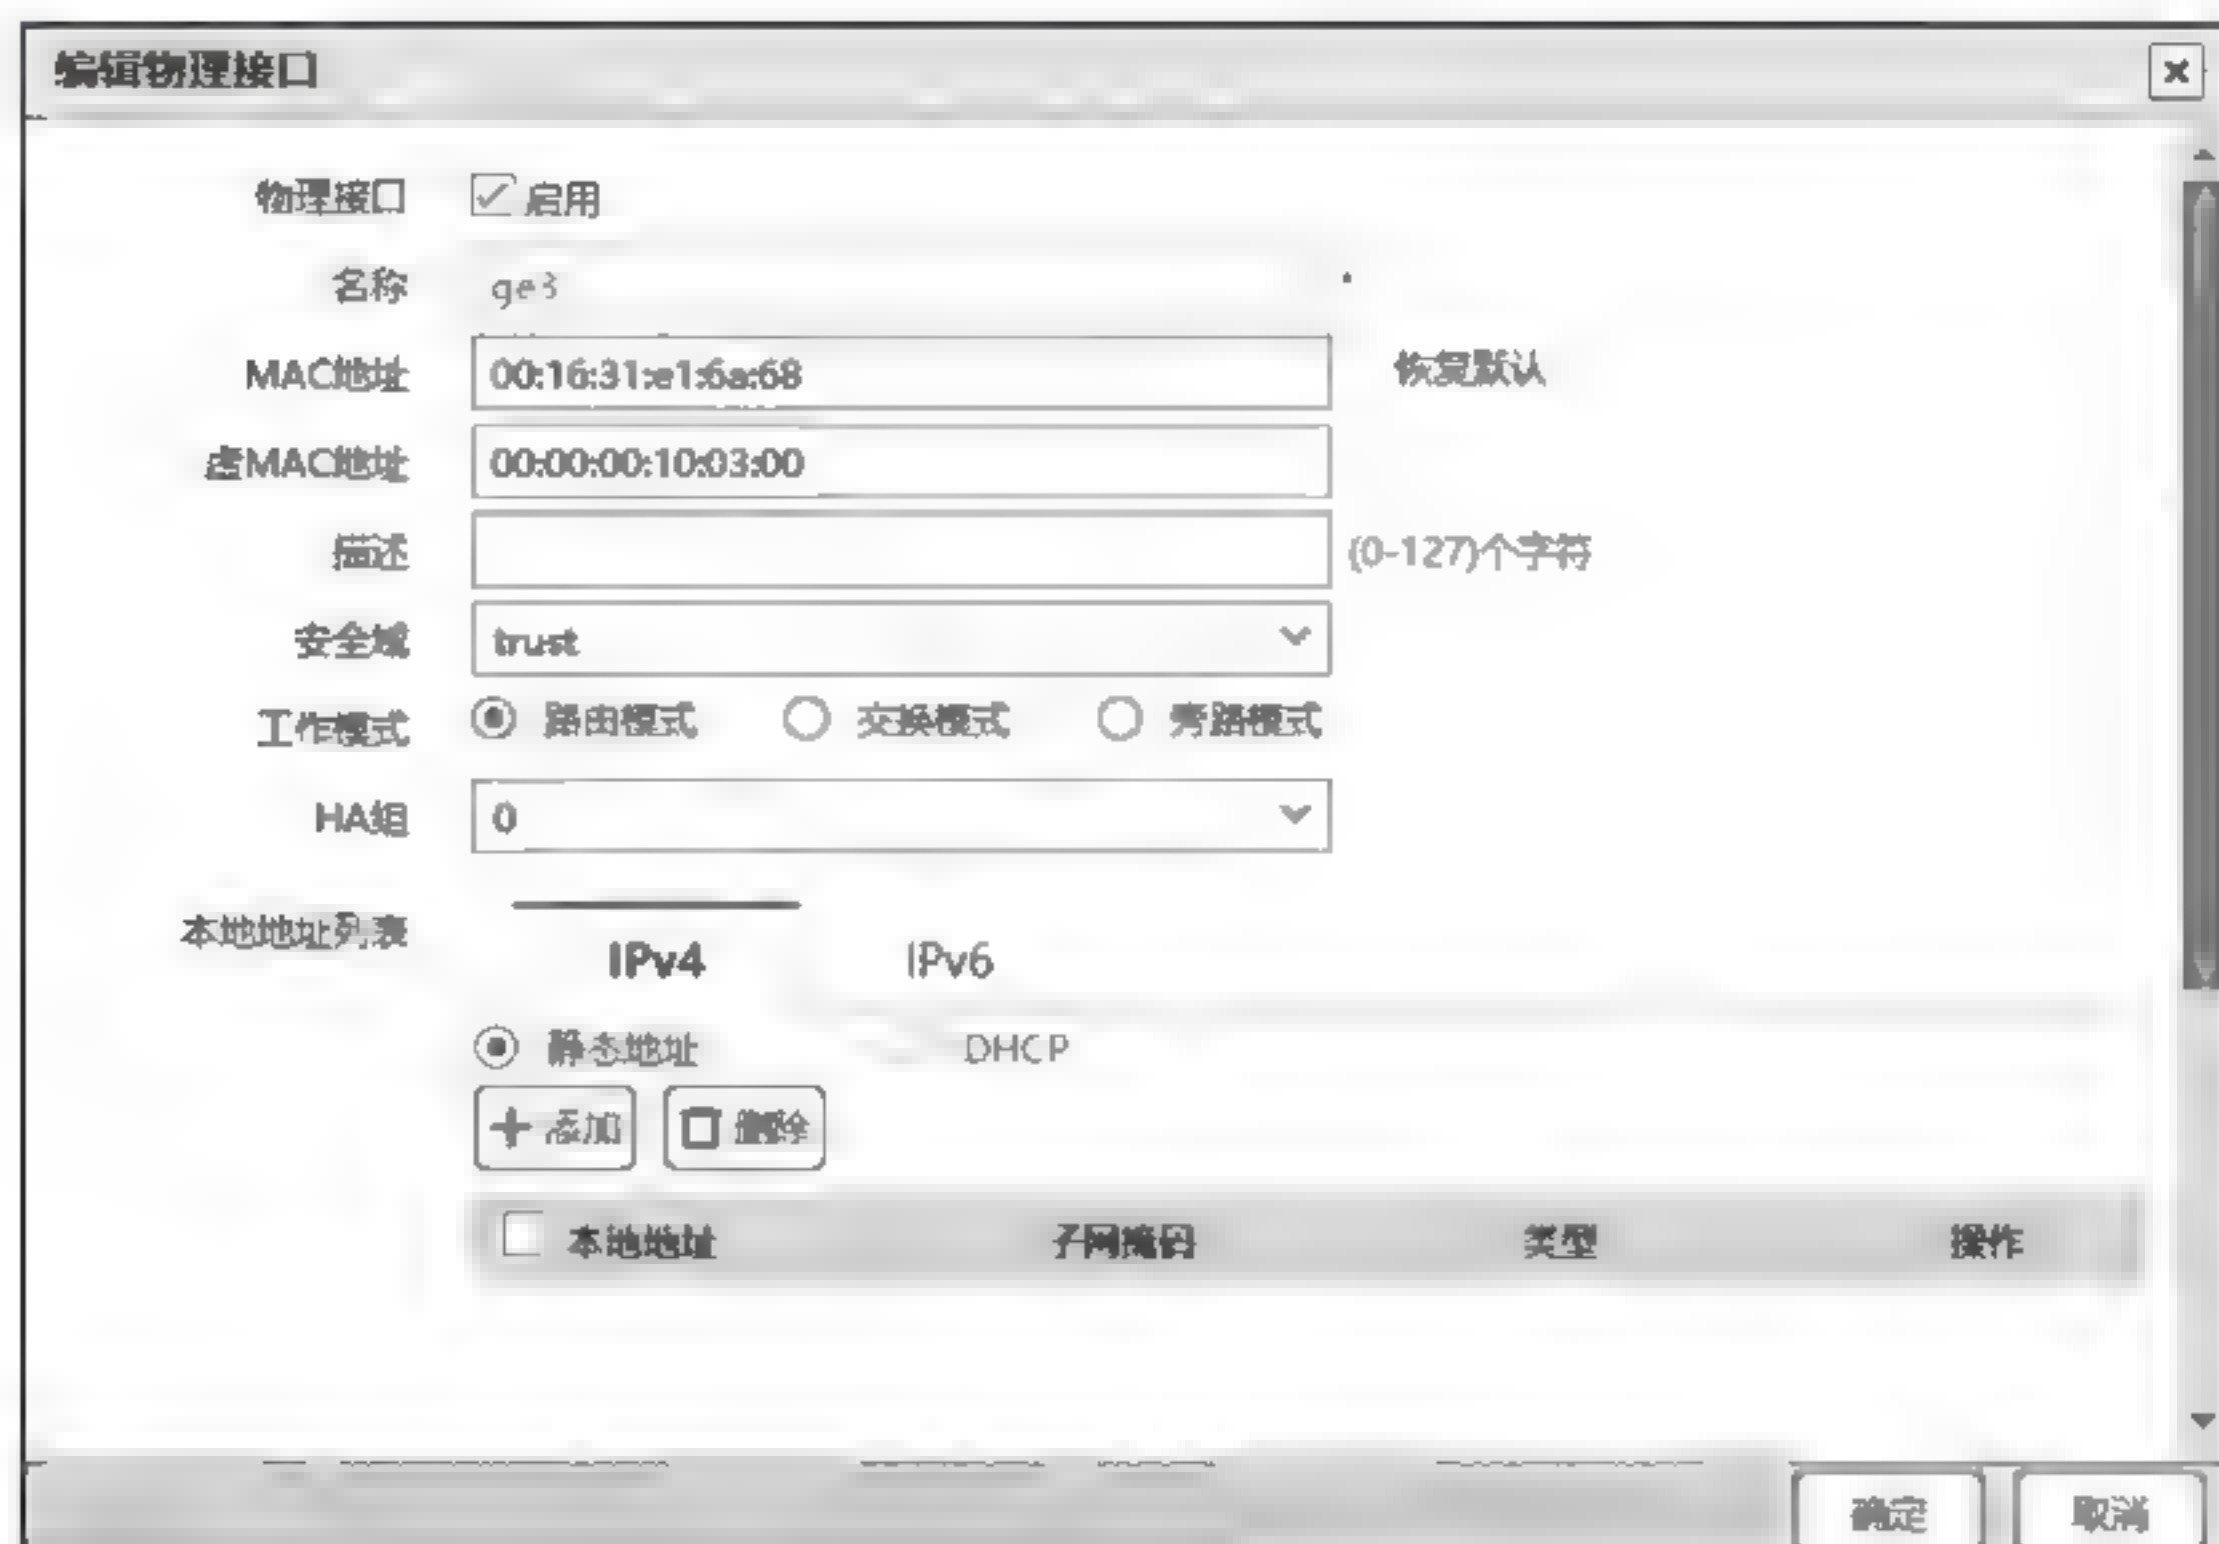 编辑物理接口
物理接口 启用
名称 ge3
MAC地址 00:16:31:e1:6a:68 恢复默认
虚MAC地址 00:00:00:10:03:00
描述 (0-127)个字符
安全域 trust
工作模式 路由模式 交换模式 旁路模式
HA组 0
本地地址列表
IPv4 IPv6
静态地址 DHCP
添加 删除
本地地址 子网掩码 类型 操作
确定 取消